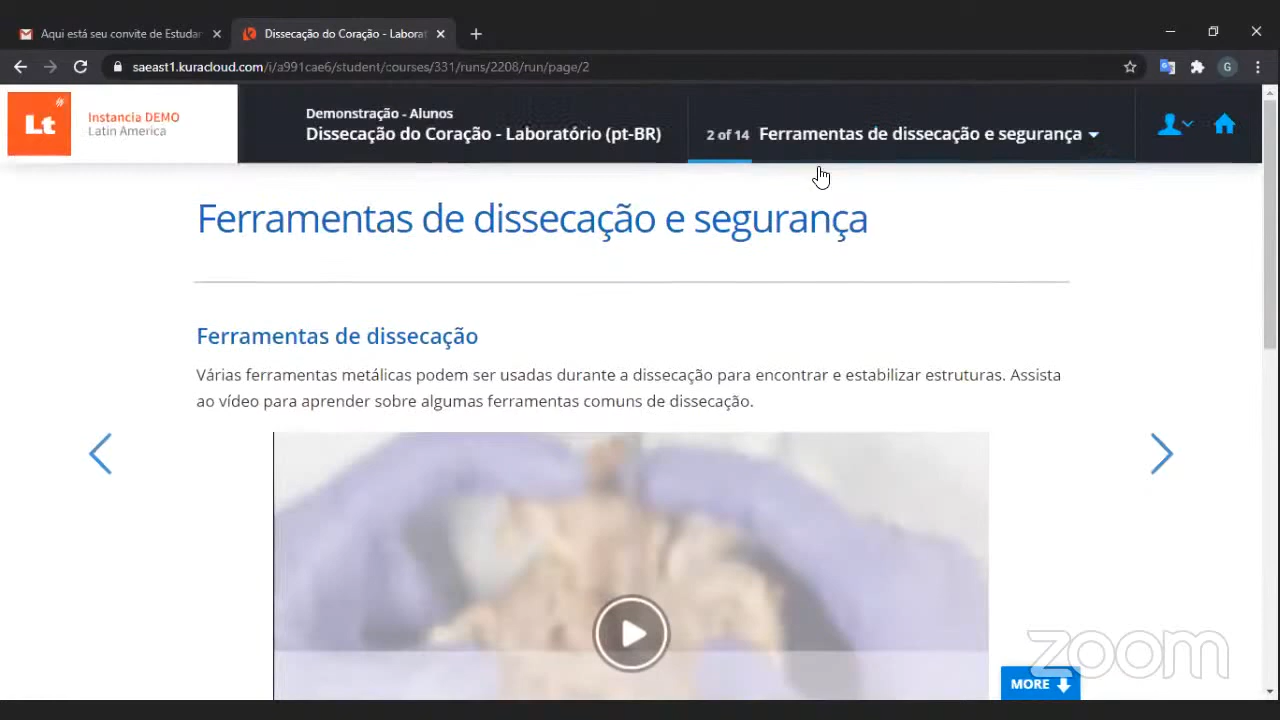 Aqui está seu convite de Estudar
Dissecação do Coração - Laborat
saeast1.kuracloud.com/i/a991cae6/student/courses/331/runs/2208/run/page/2
G
Lt
Instancia DEMO
Latin America
Demonstração - Alunos
Dissecação do Coração - Laboratório (pt-BR)
2 of 14 Ferramentas de dissecação e segurança
Ferramentas de dissecação e segurança
Ferramentas de dissecação
Várias ferramentas metálicas podem ser usadas durante a dissecação para encontrar e estabilizar estruturas. Assista
ao vídeo para aprender sobre algumas ferramentas comuns de dissecação.
zoom
MORE